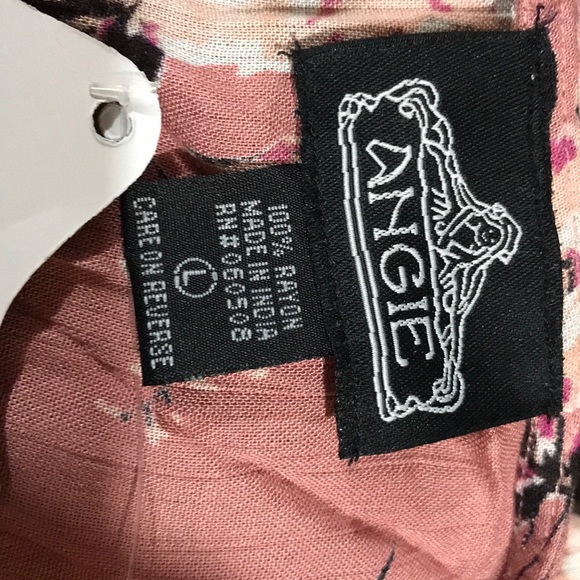 ANGIE
100% RAYON
MADE IN INDIA
RN#060508
L
CARE ON REVERSE